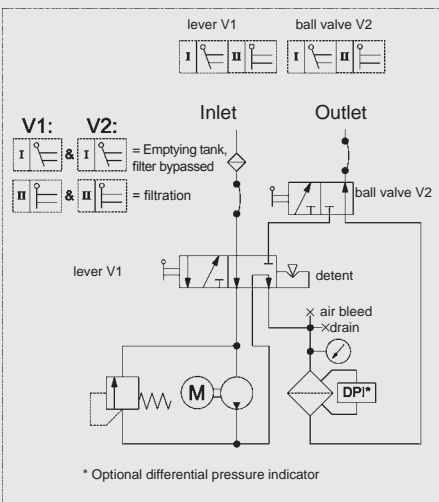 lever V1 ball valve V2
I II I II
Inlet Outlet
V1: V2:
I & I = Emptying tank,
filter bypassed
II & II = filtration
ball valve V2
lever V1
detent
air bleed
drain
M
DPI*
* Optional differential pressure indicator